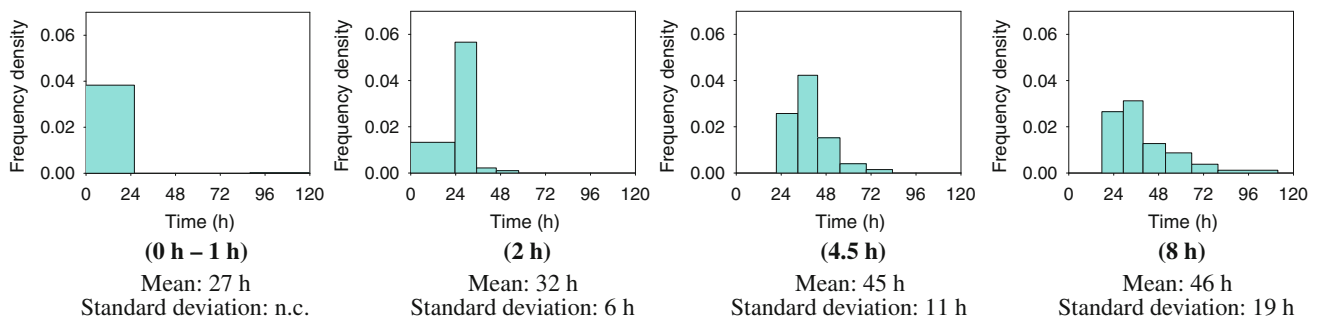 Frequency density
0.06
0.04
0.02
0.00
0 24 48 72 96 120
Time (h)
(0 h – 1 h)
Mean: 27 h
Standard deviation: n.c.
Frequency density
0.06
0.04
0.02
0.00
0 24 48 72 96 120
Time (h)
(2 h)
Mean: 32 h
Standard deviation: 6 h
Frequency density
0.06
0.04
0.02
0.00
0 24 48 72 96 120
Time (h)
(4.5 h)
Mean: 45 h
Standard deviation: 11 h
Frequency density
0.06
0.04
0.02
0.00
0 24 48 72 96 120
Time (h)
(8 h)
Mean: 46 h
Standard deviation: 19 h